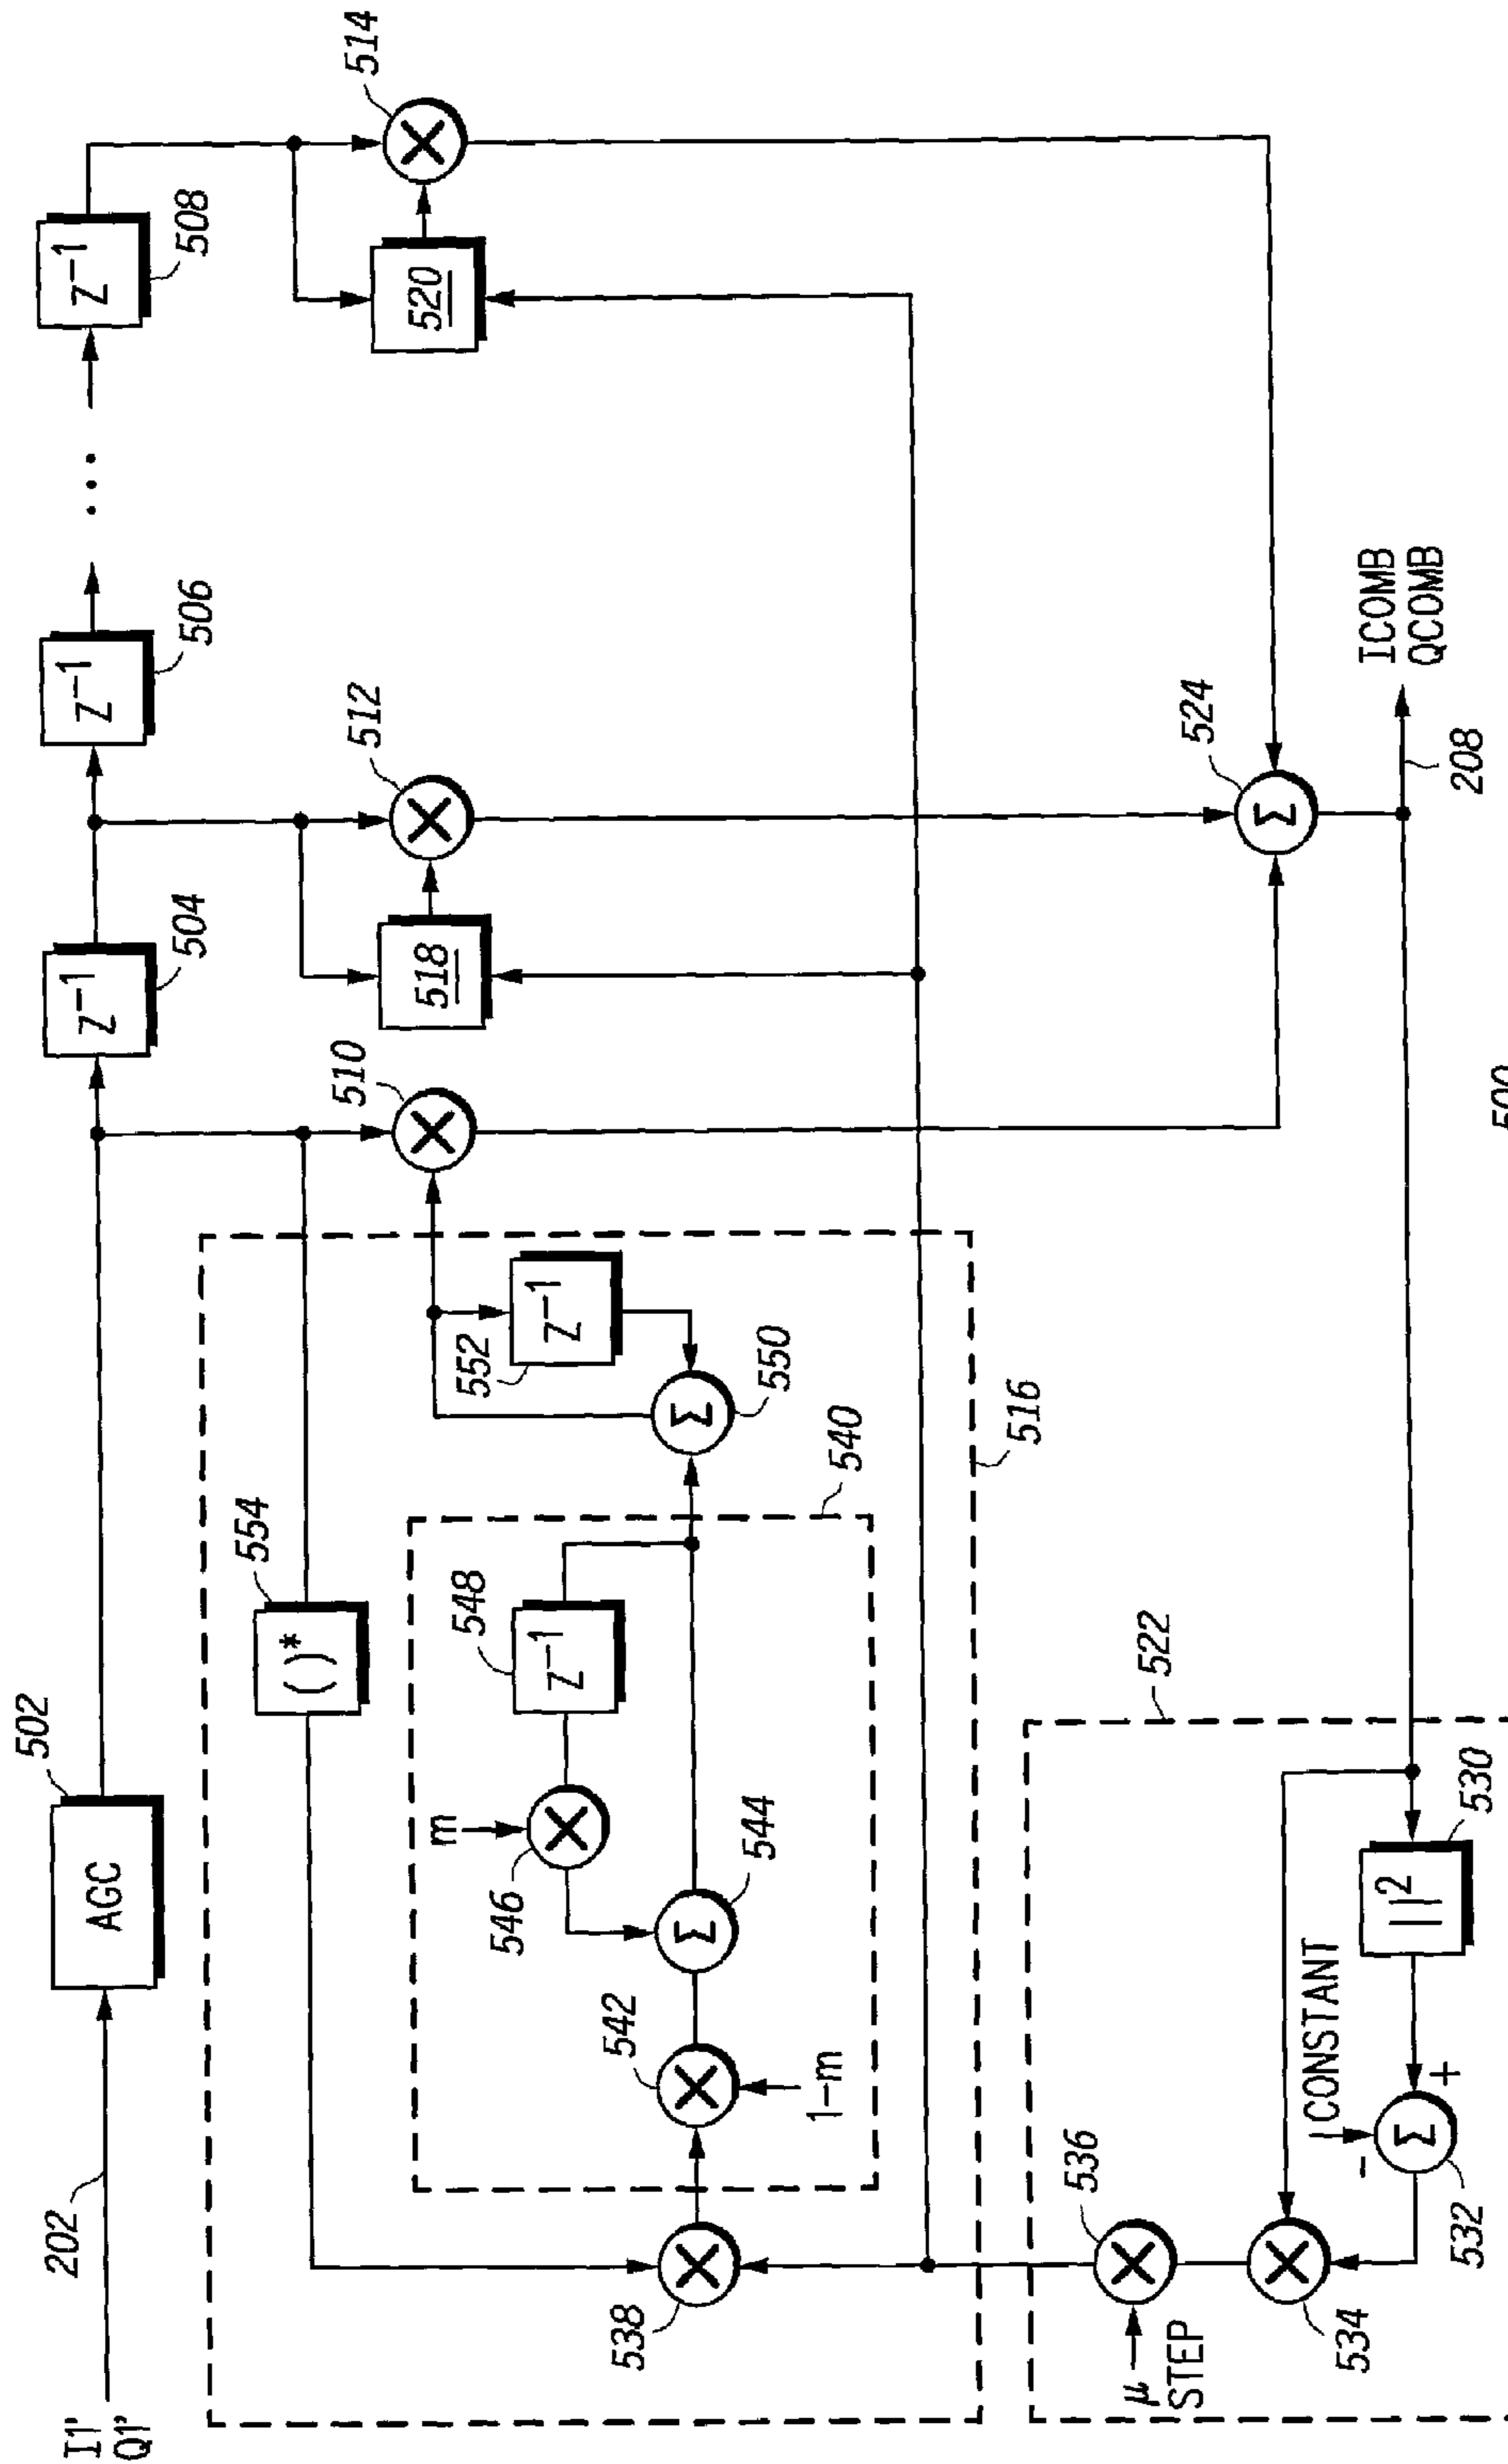 I1'
Q1'
202
AGC
502
Z⁻¹
504
Z⁻¹
506
...
Z⁻¹
508
554
( )*
510
X
512
X
514
X
518
520
m
546
X
548
Z⁻¹
552
Z⁻¹
538
X
542
X
1-m
544
Σ
540
550
Σ
516
522
536
X
μ
STEP
534
X
-
CONSTANT
532
Σ
+
530
| |²
524
Σ
208
ICOMB
QCOMB